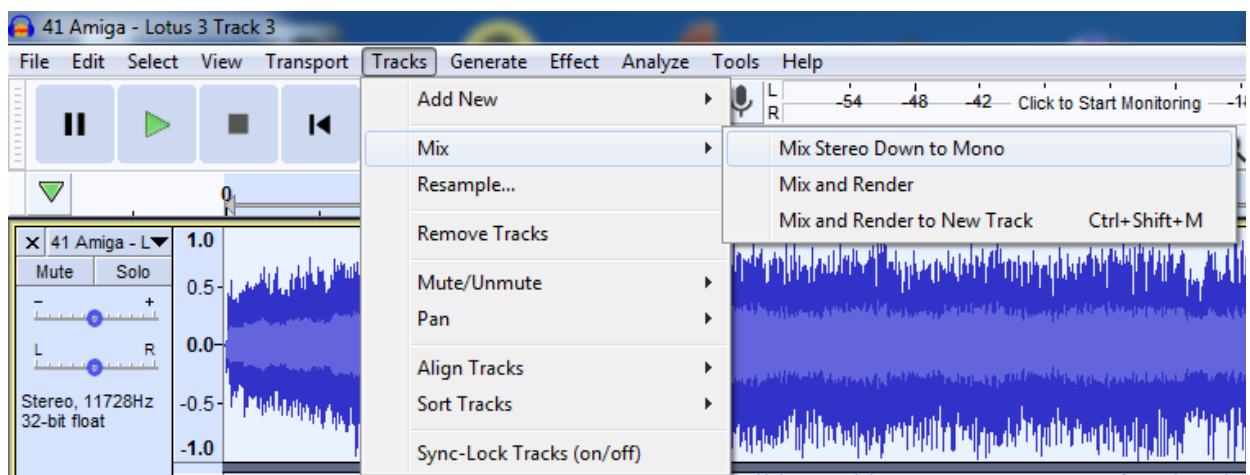 41 Amiga - Lotus 3 Track 3
File Edit Select View Transport Tracks Generate Effect Analyze Tools Help
Add New
Mix
Resample...
Remove Tracks
Mute/Unmute
Pan
Align Tracks
Sort Tracks
Sync-Lock Tracks (on/off)
L
R
-54 -48 -42 Click to Start Monitoring
Mix Stereo Down to Mono
Mix and Render
Mix and Render to New Track Ctrl+Shift+M
0
X 41 Amiga - L
Mute Solo
- +
L R
Stereo, 11728Hz
32-bit float
1.0
0.5
0.0
-0.5
-1.0